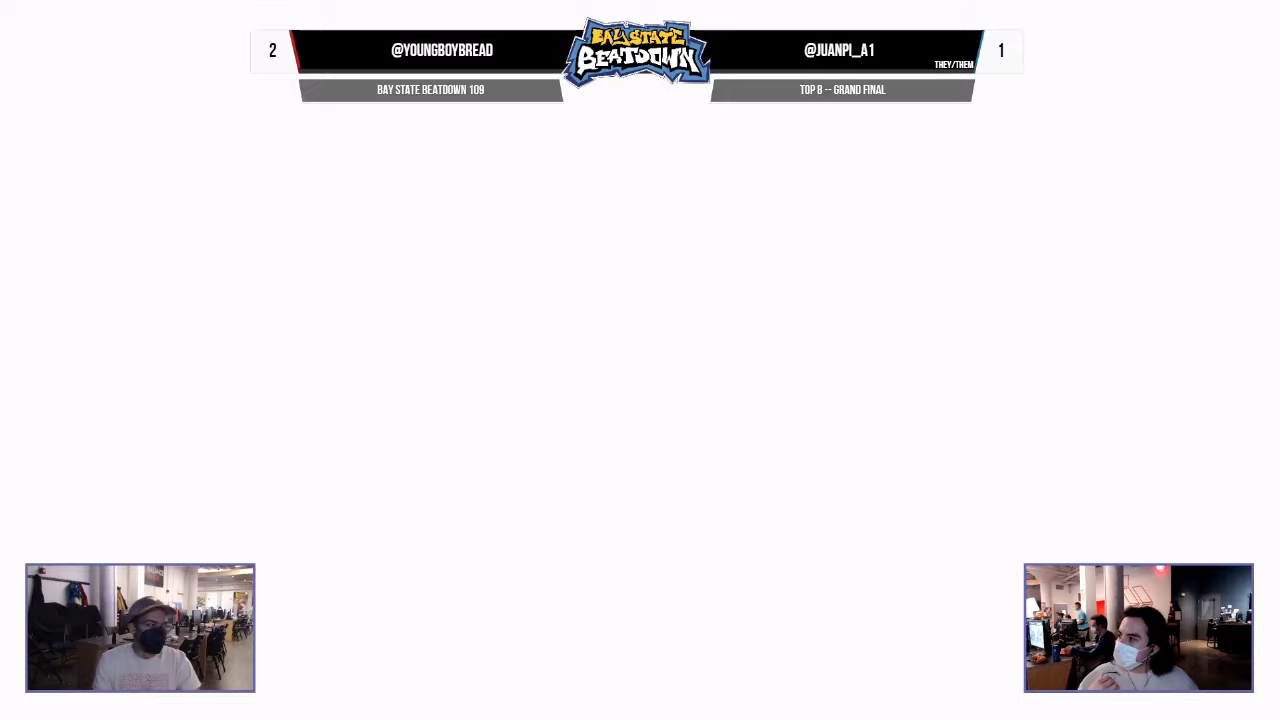 2
@YOUNGBOYBREAD
BAY STATE
BEATDOWN
@JUANPI_A1
THEY/THEM
1
BAY STATE BEATDOWN 109
TOP 8 -- GRAND FINAL